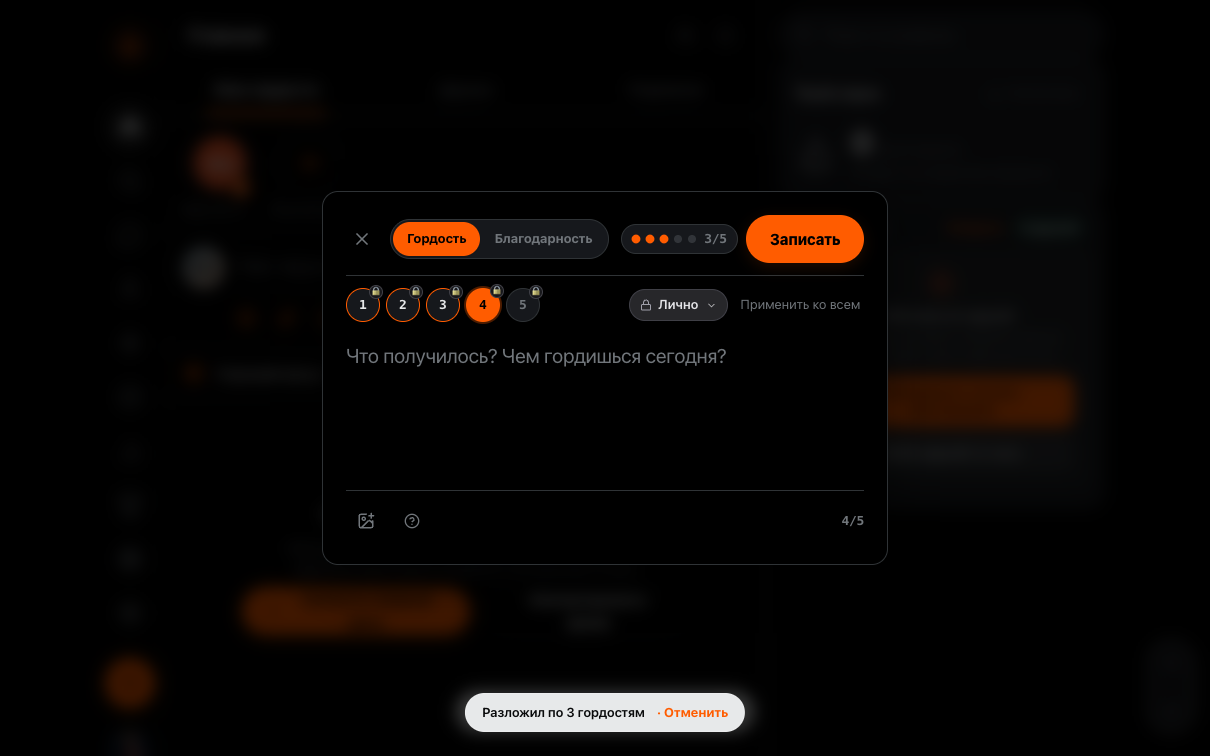 Гордость
Благодарность
3/5
Записать
1
2
3
4
5
Лично
Применить ко всем
Что получилось? Чем гордишься сегодня?
4/5
Разложил по 3 гордостям · Отменить